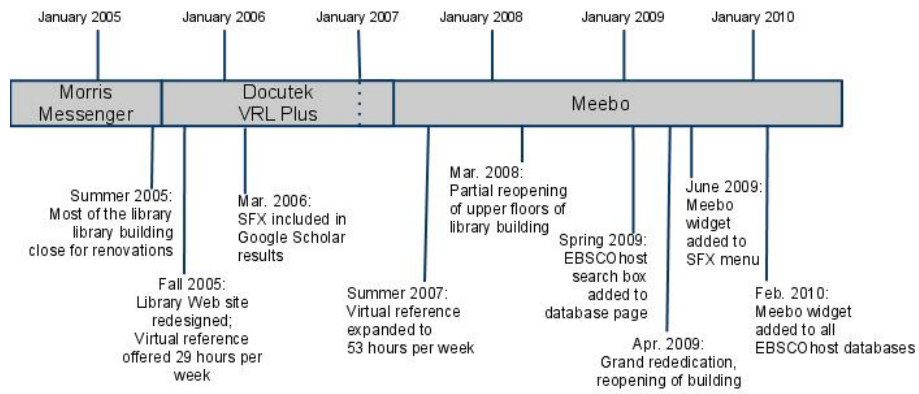 January 2005
January 2006
January 2007
January 2008
January 2009
January 2010
Morris
Messenger
Docutek
VRL Plus
Meebo
Summer 2005:
Most of the library
library building
close for renovations
Fall 2005:
Library Web site
redesigned;
Virtual reference
offered 29 hours per
week
Mar. 2006:
SFX included in
Google Scholar
results
Summer 2007:
Virtual reference
expanded to
53 hours per week
Mar. 2008:
Partial reopening
of upper floors of
library building
Spring 2009:
EBSCOhost
search box
added to
database page
Apr. 2009:
Grand rededication,
reopening of building
June 2009:
Meebo
widget
added to
SFX menu
Feb. 2010:
Meebo widget
added to all
EBSCOhost databases